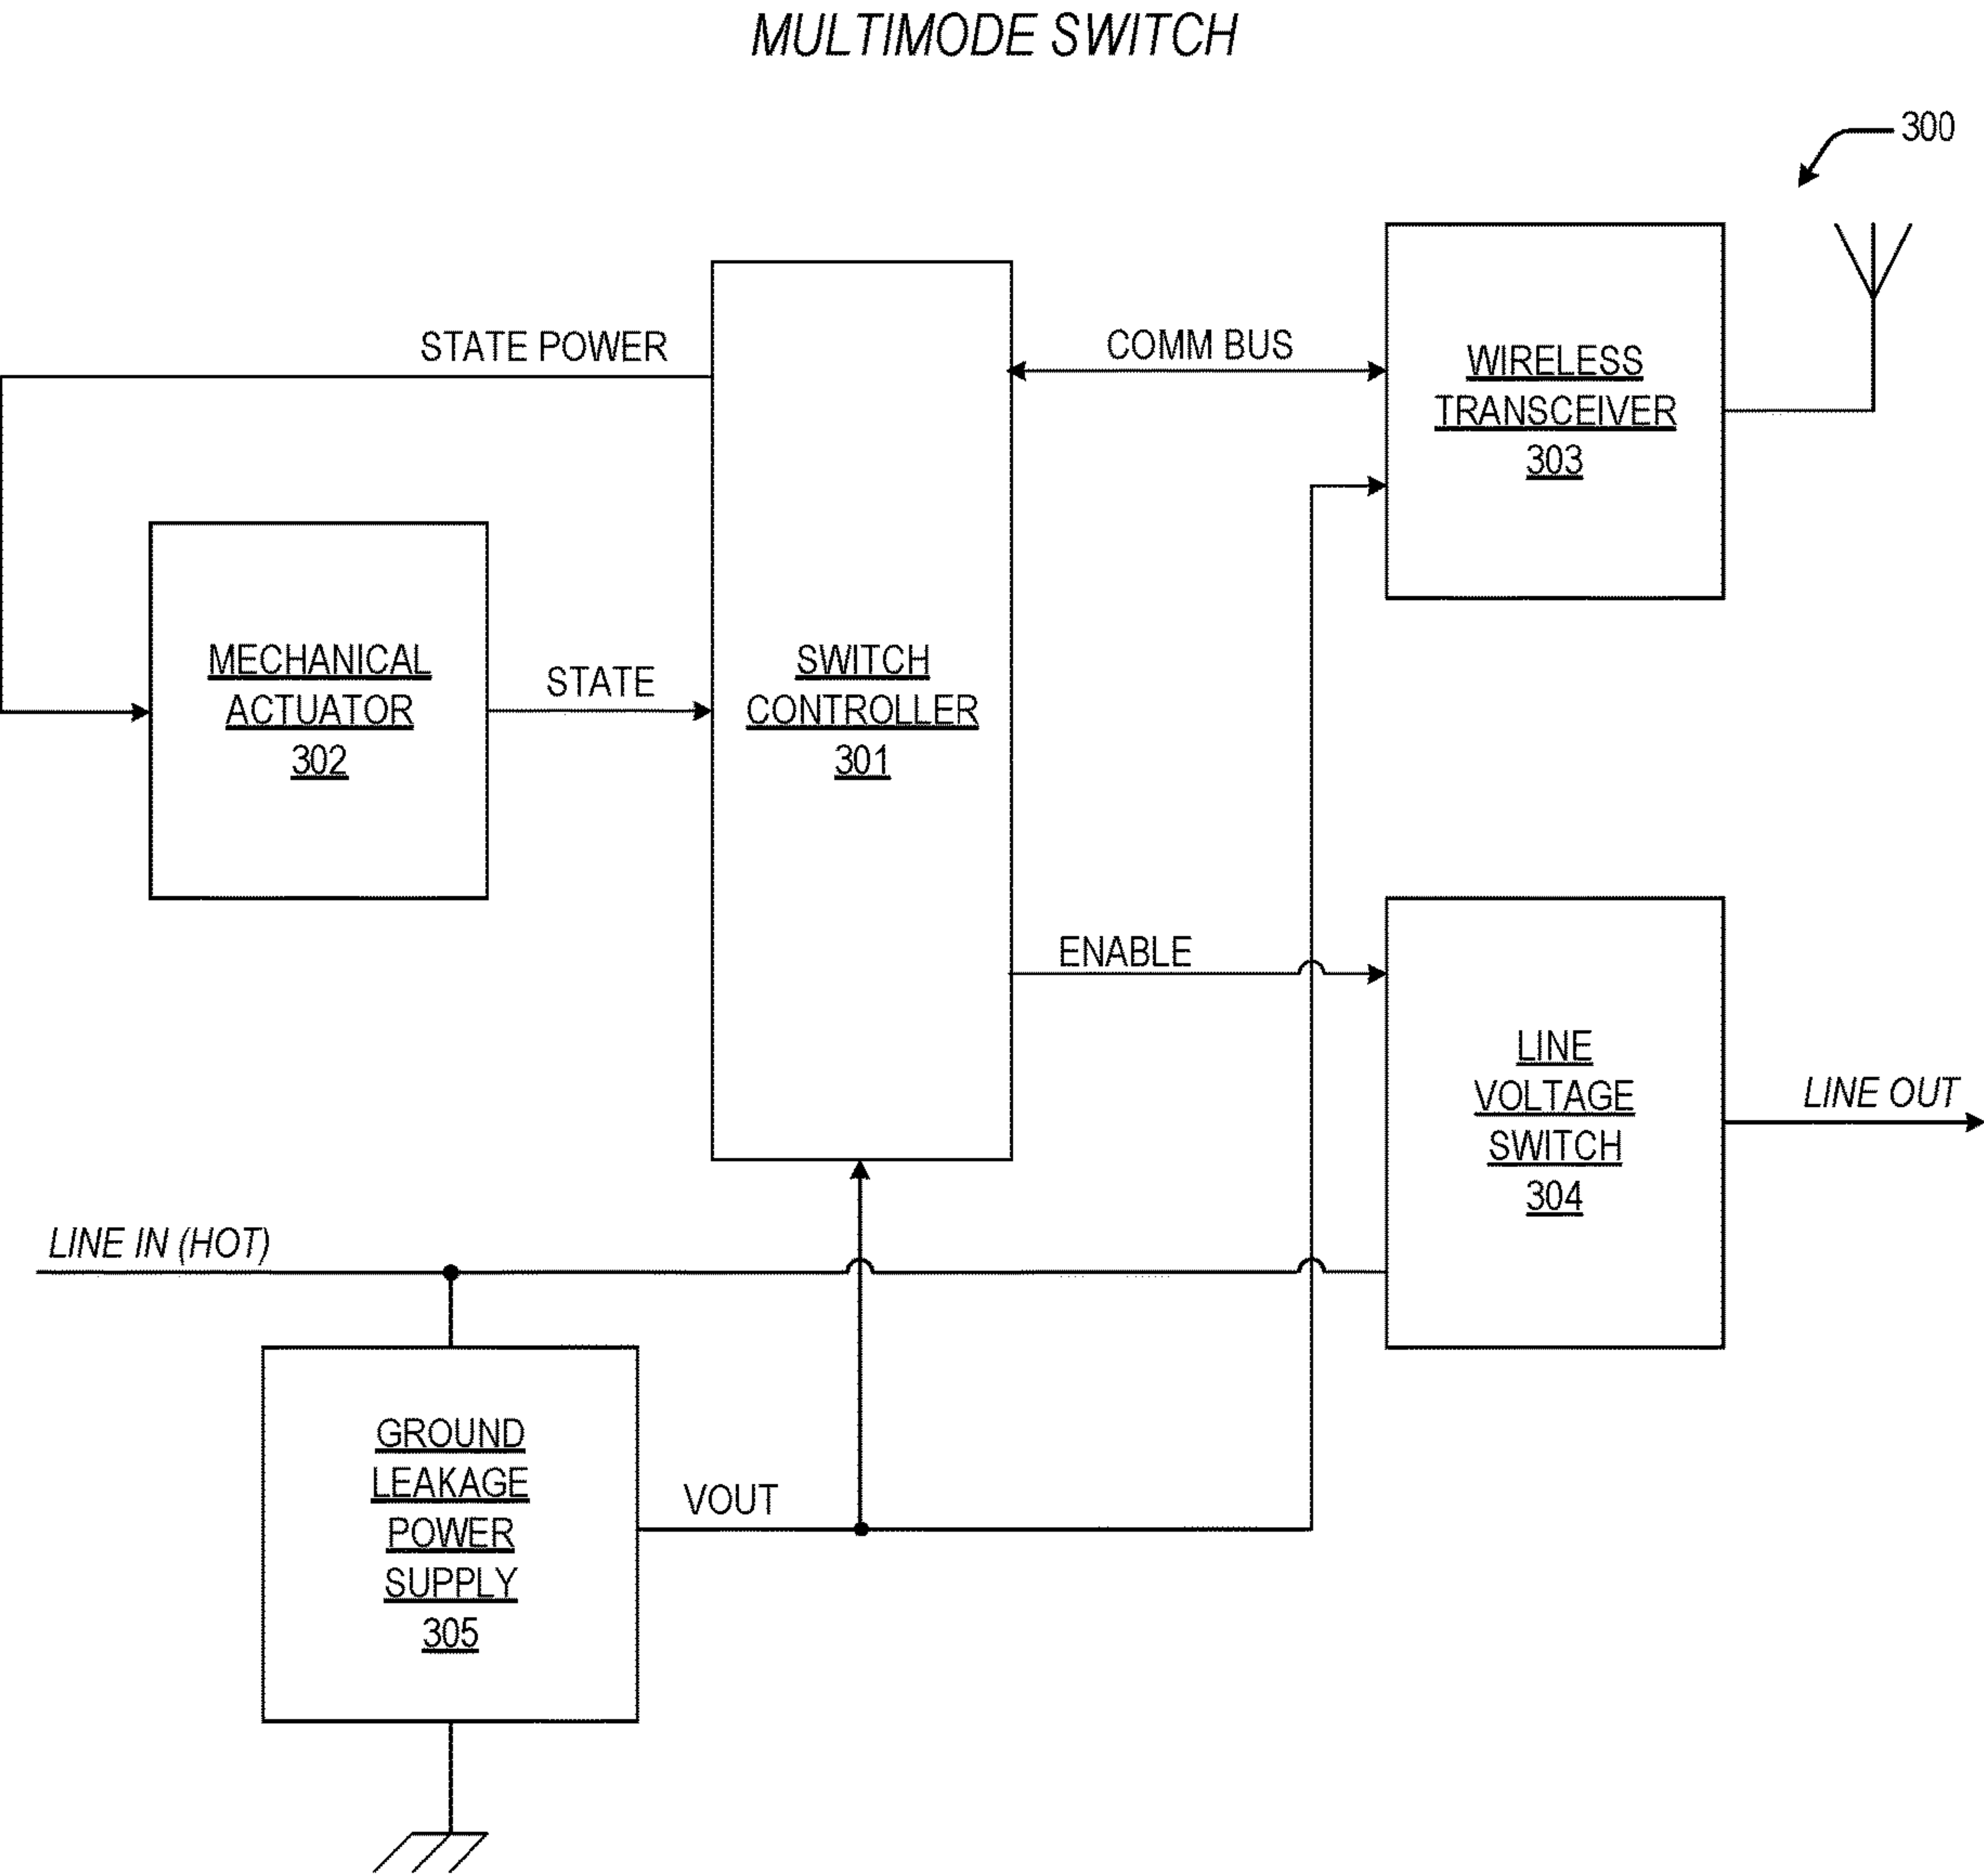 MULTIMODE SWITCH
300
STATE POWER
COMM BUS
WIRELESS
TRANSCEIVER
303
MECHANICAL
ACTUATOR
302
STATE
SWITCH
CONTROLLER
301
ENABLE
LINE
VOLTAGE
SWITCH
304
LINE OUT
LINE IN (HOT)
GROUND
LEAKAGE
POWER
SUPPLY
305
VOUT